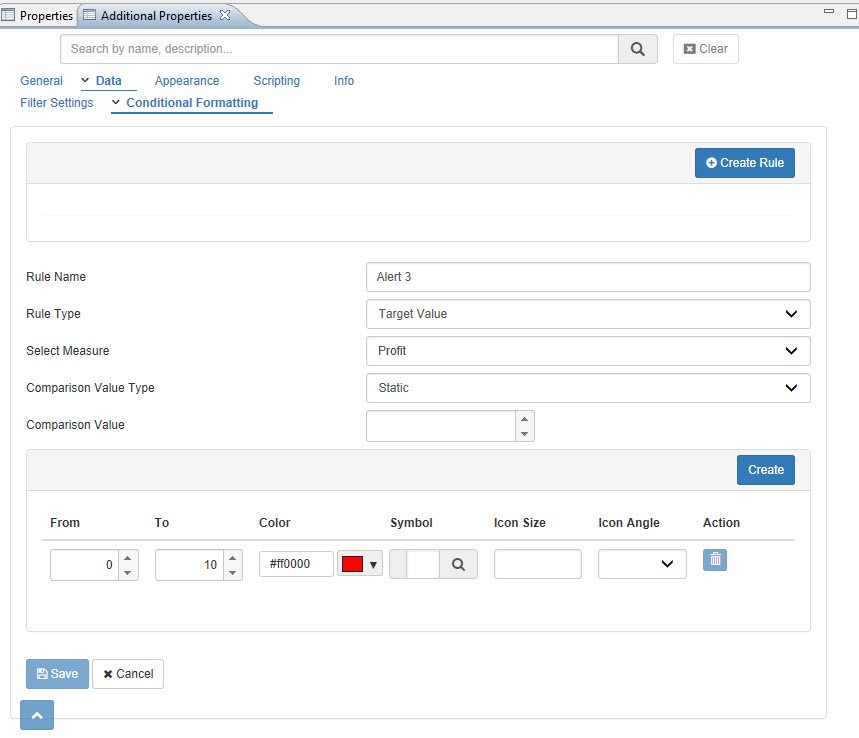 Properties Additional Properties
Search by name, description... Clear
General Data Appearance Scripting Info
Filter Settings Conditional Formatting
Create Rule
Rule Name Alert 3
Rule Type Target Value
Select Measure Profit
Comparison Value Type Static
Comparison Value
Create
From To Color Symbol Icon Size Icon Angle Action
0 10 #ff0000
Save Cancel